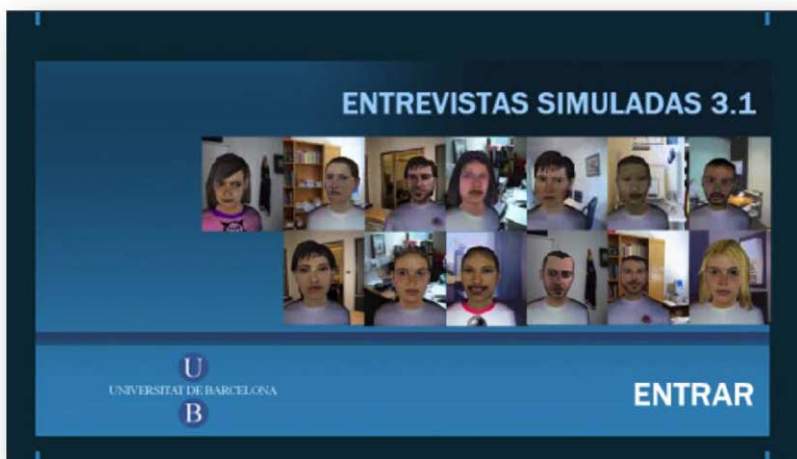 ENTREVISTAS SIMULADAS 3.1
U
UNIVERSITAT DE BARCELONA
B
ENTRAR